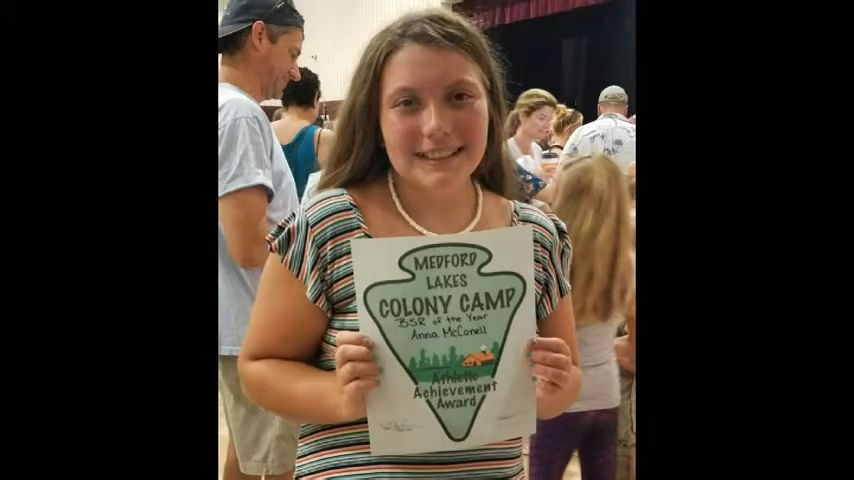 MEDFORD
LAKES
COLONY CAMP
BSR of the Year
Anna McConell
Athletic
Achievement
Award